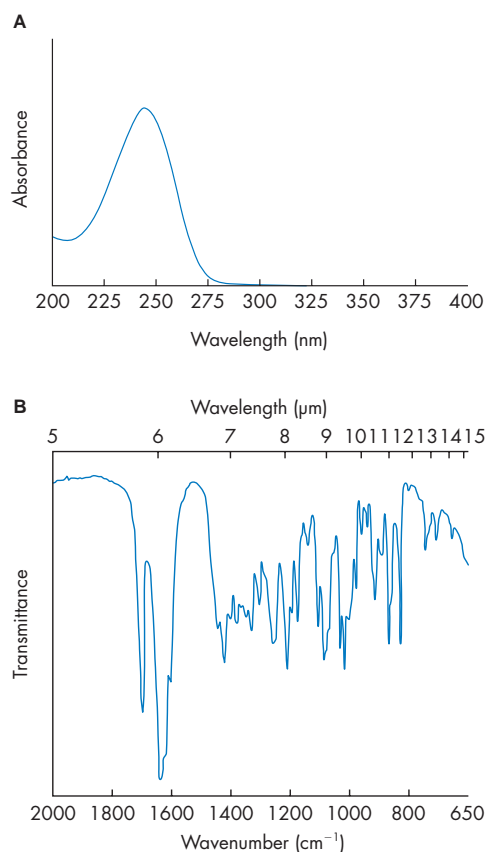 A
Absorbance
200 225 250 275 300 325 350 375 400
Wavelength (nm)
B
Wavelength (µm)
5 6 7 8 9 10 11 12 13 14 15
Transmittance
2000 1800 1600 1400 1200 1000 800 650
Wavenumber (cm⁻¹)